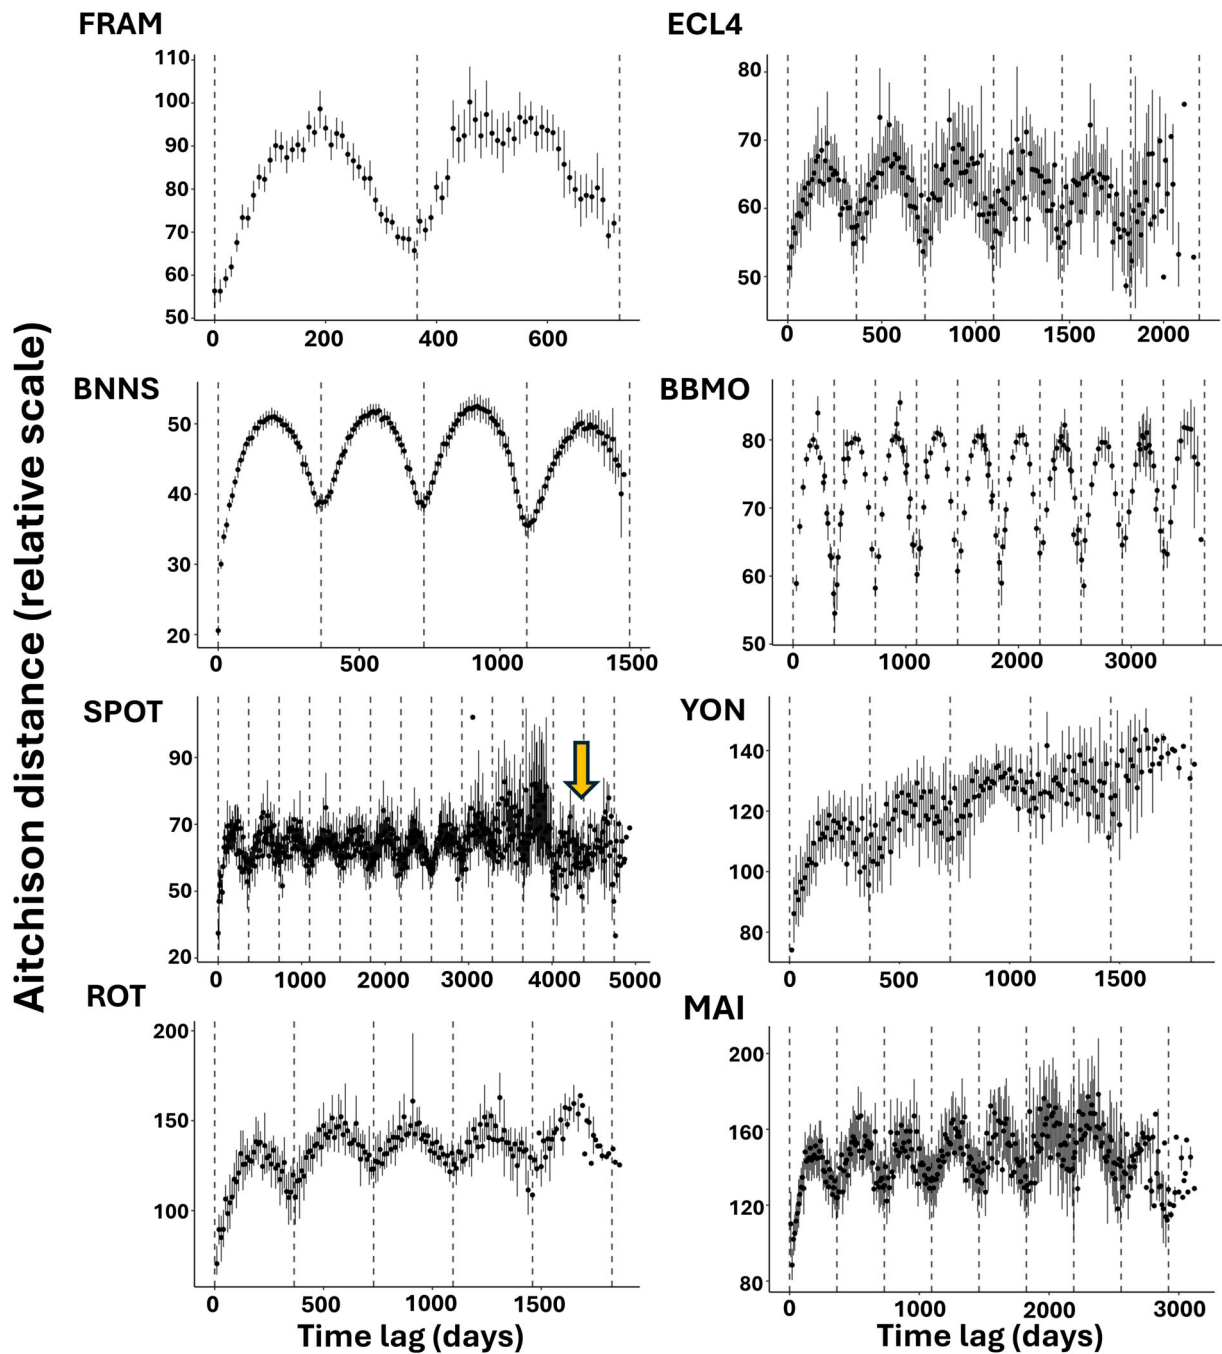 FRAM
110
100
90
80
70
60
50
0 200 400 600
ECL4
80
70
60
50
0 500 1000 1500 2000
Aitchison distance (relative scale)
BNNS
50
40
30
20
0 500 1000 1500
BBMO
80
70
60
50
0 1000 2000 3000
SPOT
90
70
50
20
0 1000 2000 3000 4000 5000
YON
140
120
100
80
0 500 1000 1500
ROT
200
150
100
0 500 1000 1500
Time lag (days)
MAI
200
160
120
80
0 1000 2000 3000
Time lag (days)